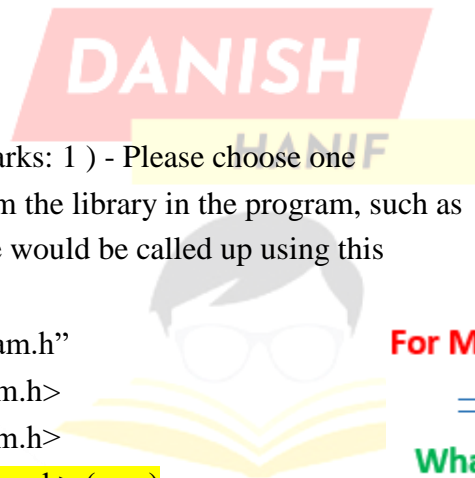 DANISH
HANIF
arks: 1 ) - Please choose one
m the library in the program, such as
e would be called up using this
am.h”
m.h>
m.h>
For M
Wha